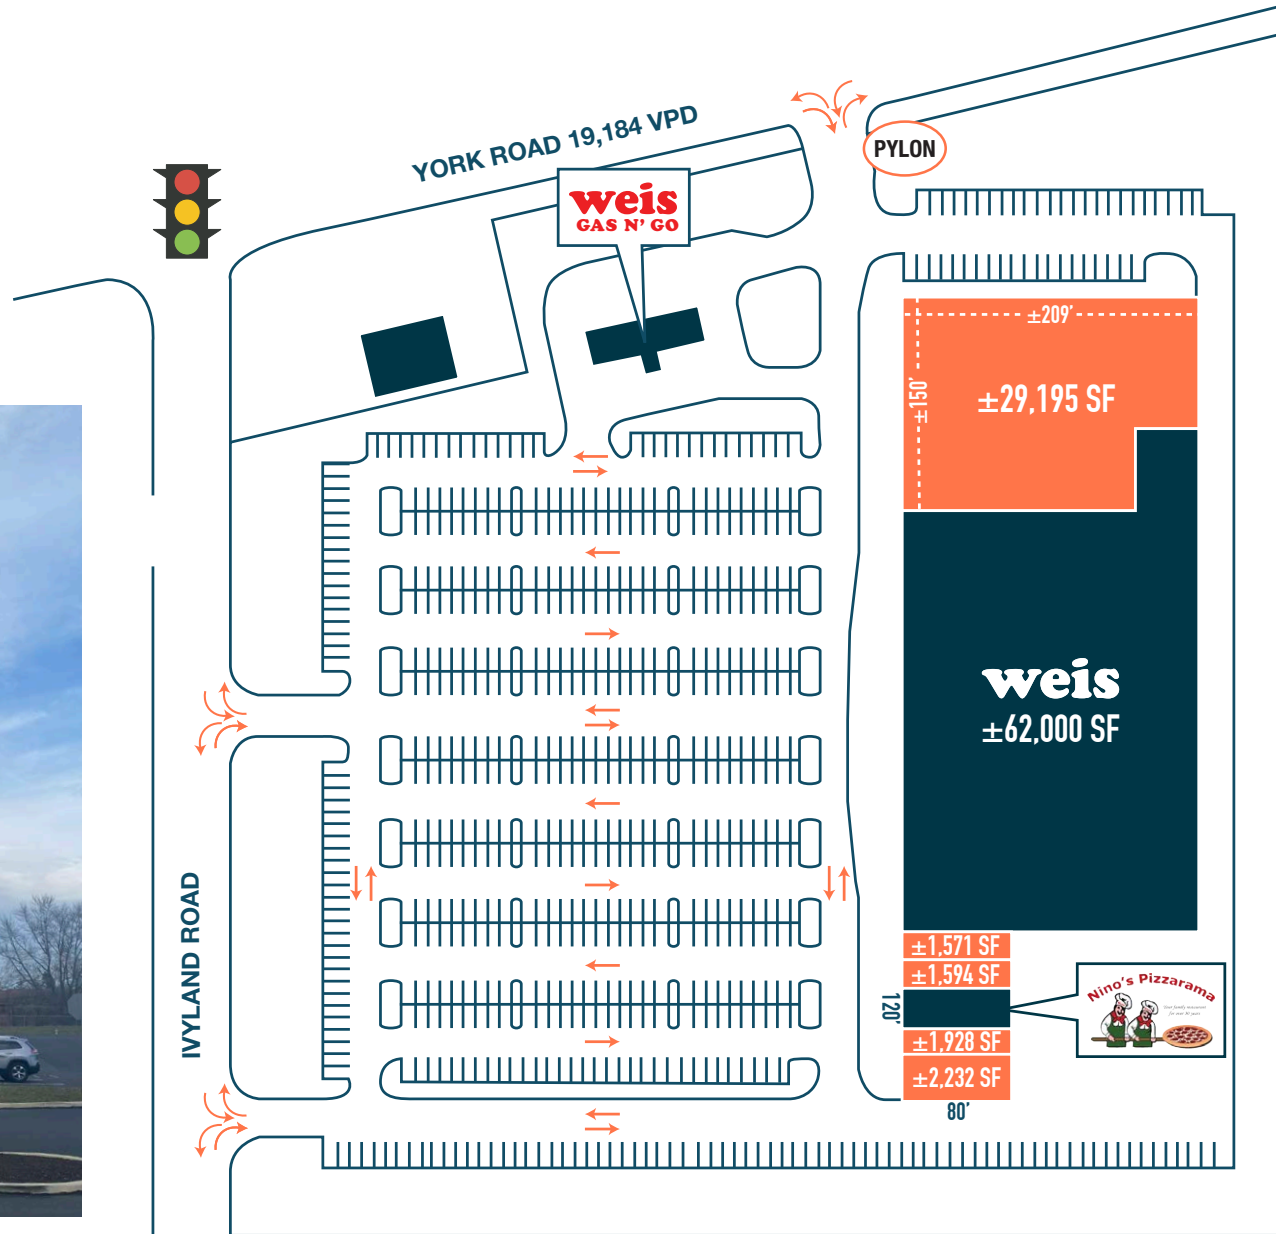 YORK ROAD 19,184 VPD
PYLON
weis
GAS N' GO
±209'
±150'
±29,195 SF
weis
±62,000 SF
IVYLAND ROAD
±1,571 SF
±1,594 SF
120'
Nino's Pizzarama
±1,928 SF
±2,232 SF
80'